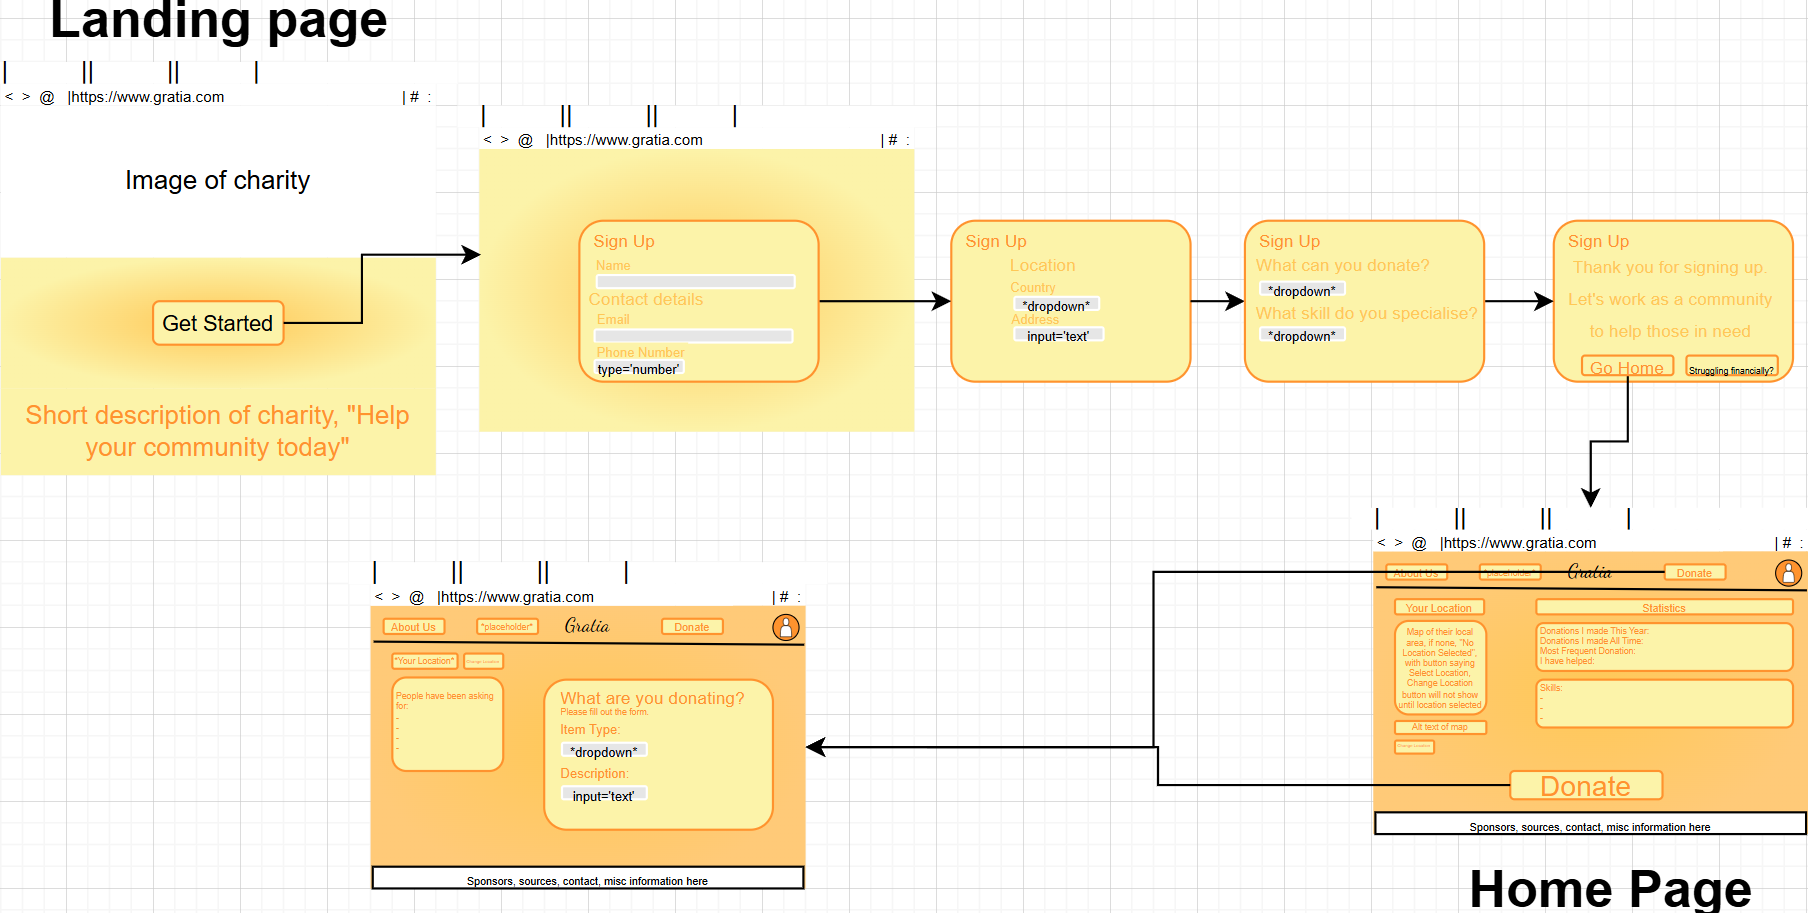 Landing page
| || || |
< > @ |https://www.gratia.com | # :
Image of charity
Get Started
Short description of charity, "Help
your community today"
| || || |
< > @ |https://www.gratia.com | # :
Sign Up
Name
Contact details
Email
Phone Number
type='number'
Sign Up
Location
Country
*dropdown*
Address
input='text'
Sign Up
What can you donate?
*dropdown*
What skill do you specialise?
*dropdown*
Sign Up
Thank you for signing up.
Let's work as a community
to help those in need
Go Home
Struggling financially?
| || || |
< > @ |https://www.gratia.com | # :
About Us
*placeholder*
Gratia
Donate
Your Location
Map of their local
area, if none, "No
Location Selected",
with button saying
Select Location,
Change Location
button will not show
until location selected
Alt text of map
Change Location
Statistics
Donations I made This Year:
Donations I made All Time:
Most Frequent Donation:
I have helped:
Skills:
-
-
-
Donate
Sponsors, sources, contact, misc information here
Home Page
| || || |
< > @ |https://www.gratia.com | # :
About Us
*placeholder*
Gratia
Donate
*Your Location*
Change Location
People have been asking
for:
-
-
-
-
What are you donating?
Please fill out the form.
Item Type:
*dropdown*
Description:
input='text'
Sponsors, sources, contact, misc information here